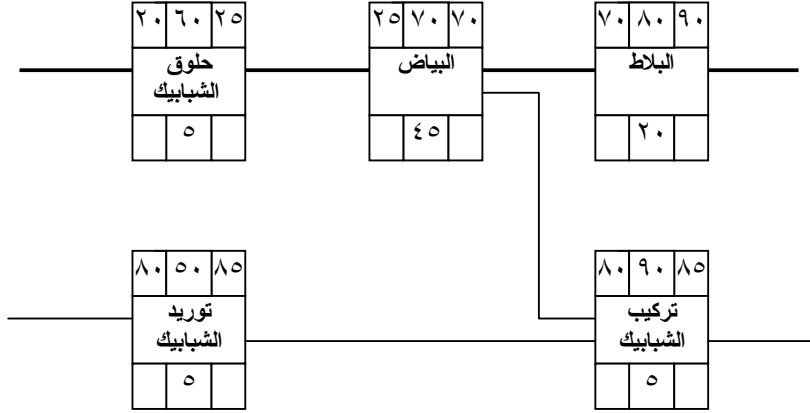 ٢٠ ٦٠ ٢٥
حلوق
الشبابيك
٥
٢٥ ٧٠ ٧٠
البياض
٤٥
٧٠ ٨٠ ٩٠
البلاط
٢٠
٨٠ ٥٠ ٨٥
توريد
الشبابيك
٥
٨٠ ٩٠ ٨٥
تركيب
الشبابيك
٥